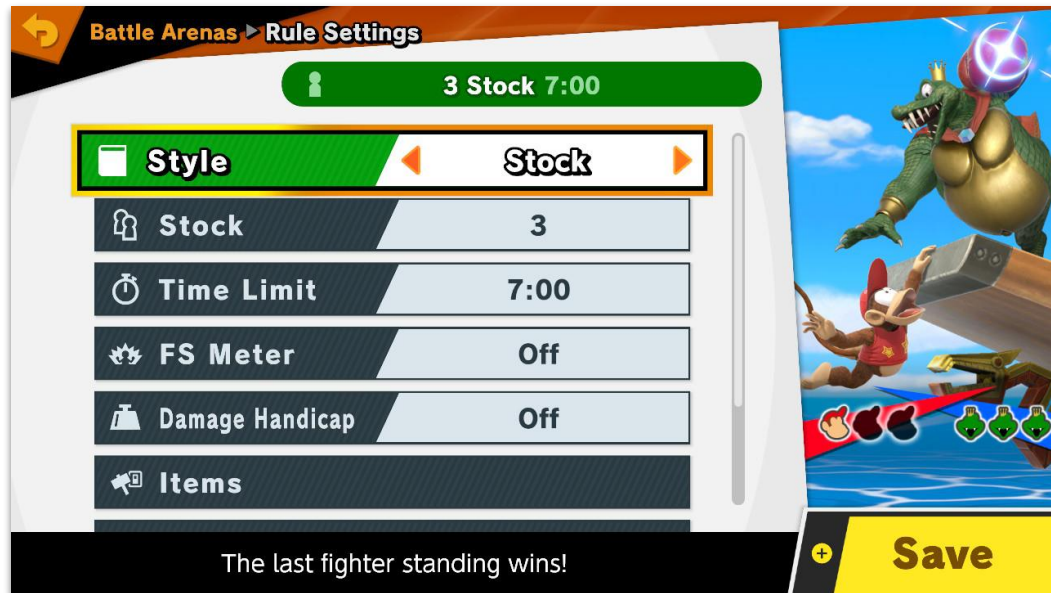 Battle Arenas ▶ Rule Settings
3 Stock 7:00
Style Stock
Stock 3
Time Limit 7:00
FS Meter Off
Damage Handicap Off
Items
The last fighter standing wins!
+ Save